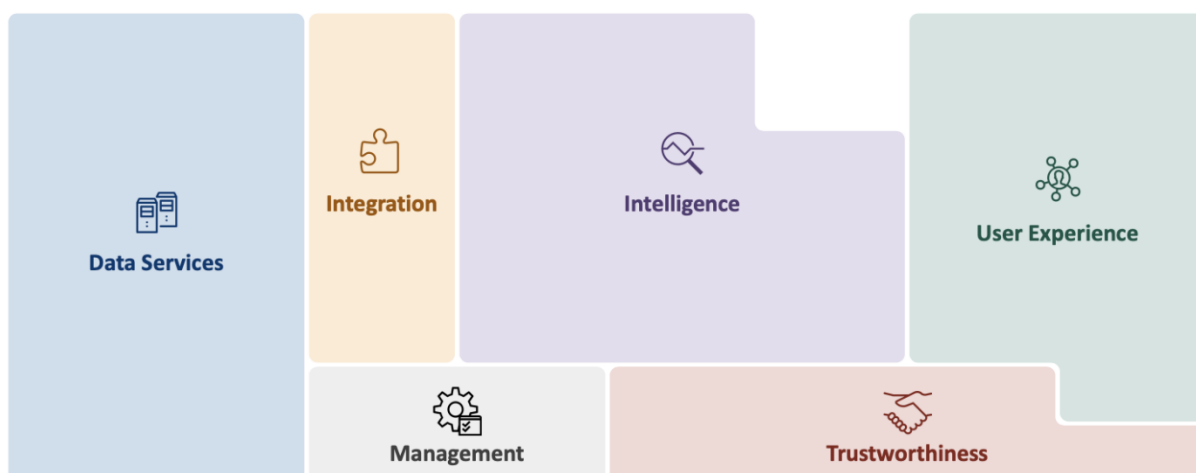 Integration
Intelligence
User Experience
Data Services
Management
Trustworthiness